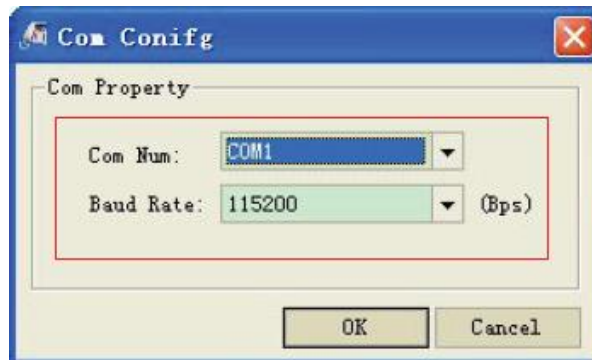 Com Conifg
Com Property
Com Num: COM1
Baud Rate: 115200 (Bps)
OK Cancel